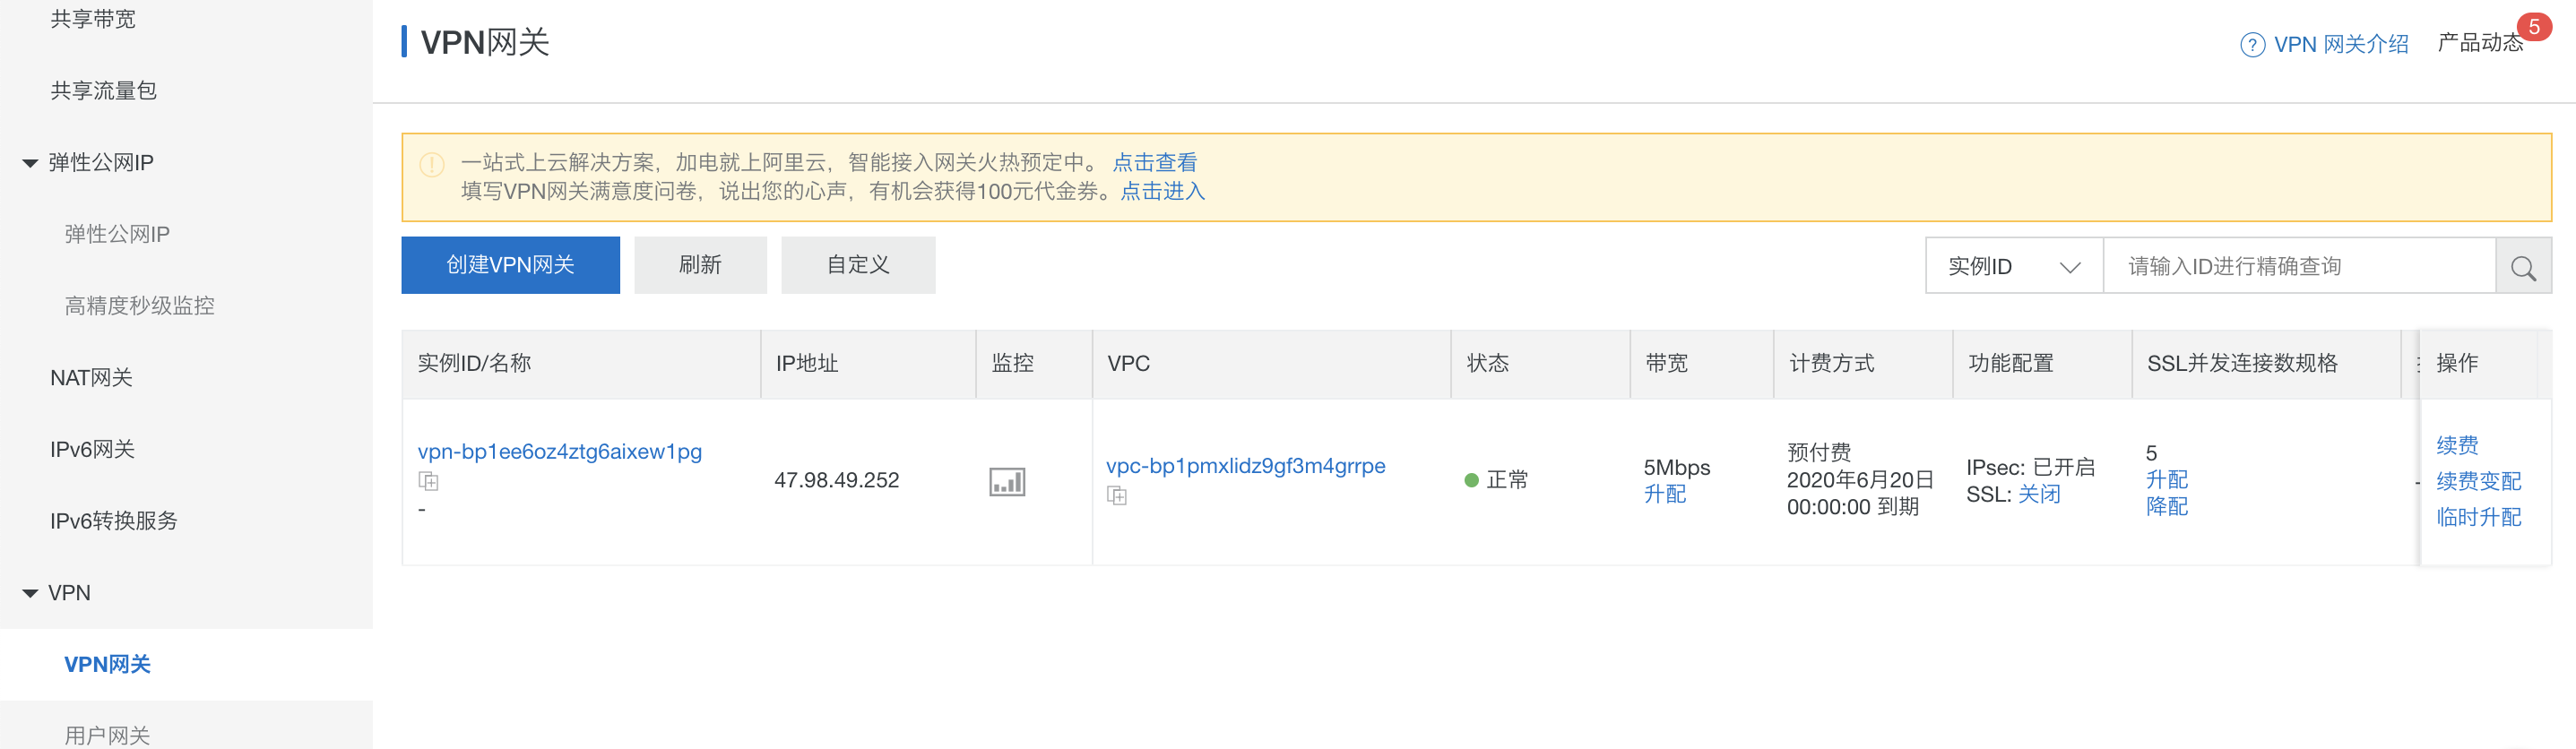 共享带宽
共享流量包
弹性公网IP
弹性公网IP
高精度秒级监控
NAT网关
IPv6网关
IPv6转换服务
VPN
VPN网关
用户网关
VPN网关
? VPN 网关介绍
产品动态
5
一站式上云解决方案，加电就上阿里云，智能接入网关火热预定中。 点击查看
填写VPN网关满意度问卷，说出您的心声，有机会获得100元代金券。点击进入
创建VPN网关
刷新
自定义
实例ID
请输入ID进行精确查询
实例ID/名称
IP地址
监控
VPC
状态
带宽
计费方式
功能配置
SSL并发连接数规格
操作
vpn-bp1ee6oz4ztg6aixew1pg
-
47.98.49.252
vpc-bp1pmxlidz9gf3m4grrpe
正常
5Mbps
升配
预付费
2020年6月20日
00:00:00 到期
IPsec: 已开启
SSL: 关闭
5
升配
降配
续费
续费变配
临时升配